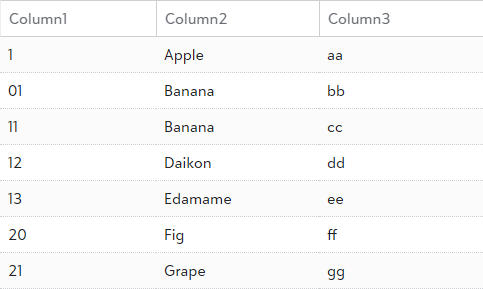 Column1 Column2 Column3
1 Apple aa
01 Banana bb
11 Banana cc
12 Daikon dd
13 Edamame ee
20 Fig ff
21 Grape gg